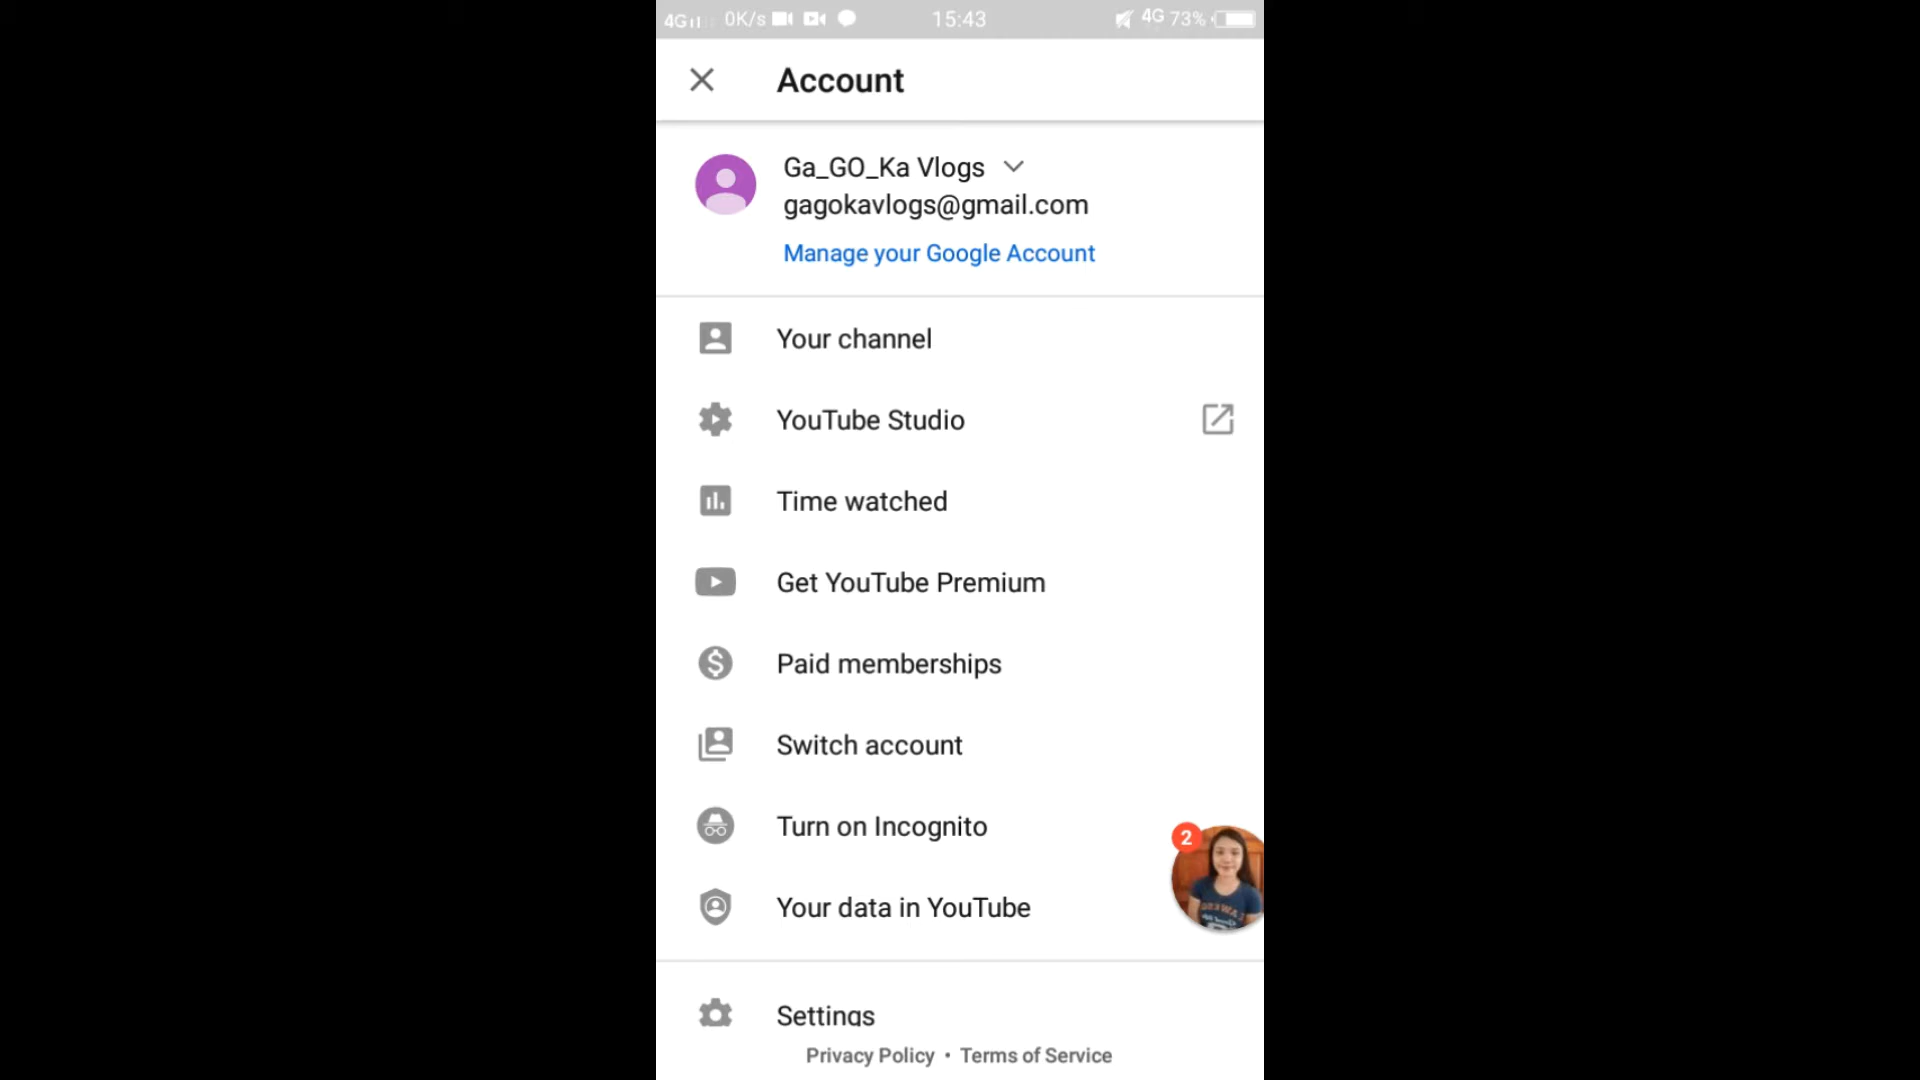 4G 0K/s 15:43 4G 73%
Account
Ga_GO_Ka Vlogs
gagokavlogs@gmail.com
Manage your Google Account
Your channel
YouTube Studio
Time watched
Get YouTube Premium
Paid memberships
Switch account
Turn on Incognito
2
Your data in YouTube
Settings
Privacy Policy • Terms of Service